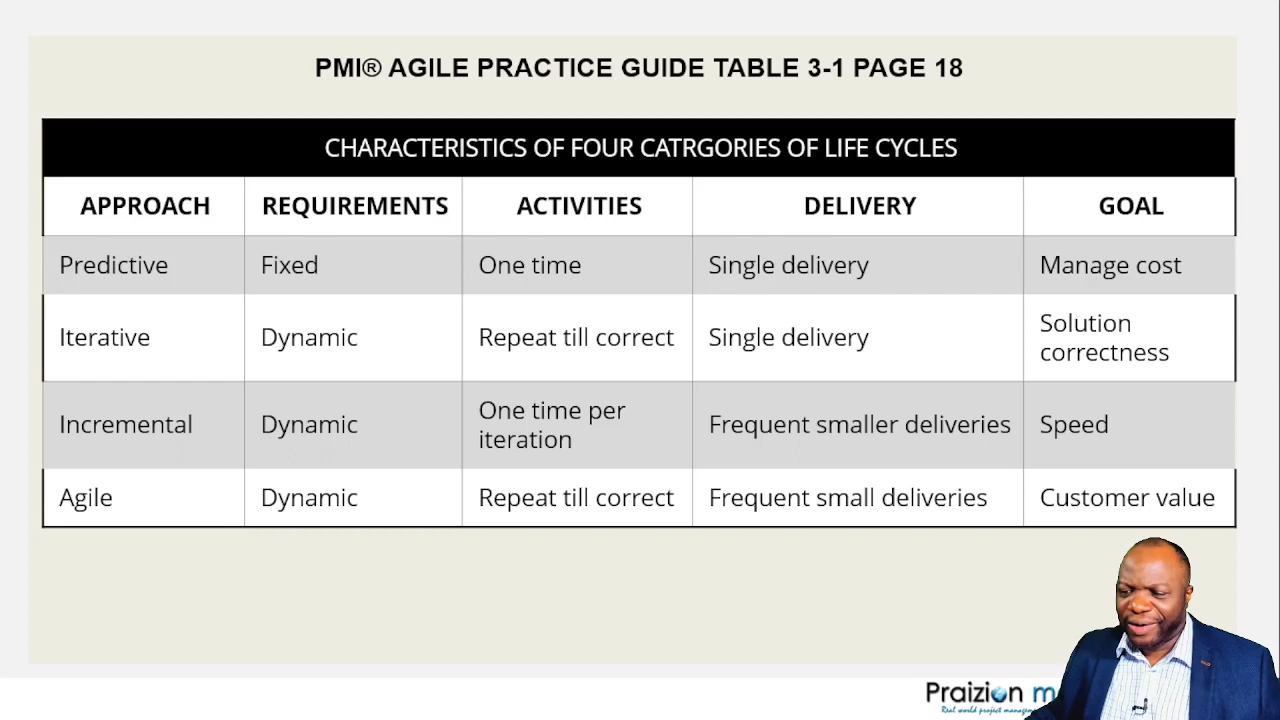 PMI® AGILE PRACTICE GUIDE TABLE 3-1 PAGE 18
CHARACTERISTICS OF FOUR CATRGORIES OF LIFE CYCLES
APPROACH REQUIREMENTS ACTIVITIES DELIVERY GOAL
Predictive Fixed One time Single delivery Manage cost
Iterative Dynamic Repeat till correct Single delivery Solution
correctness
Incremental Dynamic One time per
iteration Frequent smaller deliveries Speed
Agile Dynamic Repeat till correct Frequent small deliveries Customer value
Praizion
Real world project